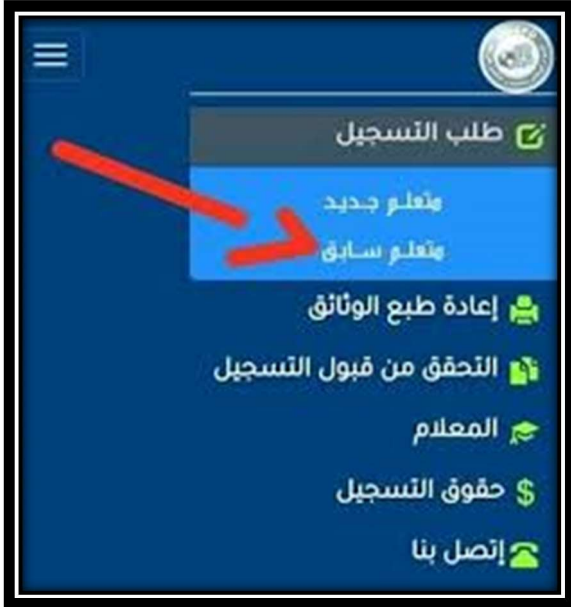 طلب التسجيل
متعلم جديد
متعلم سابق
إعادة طبع الوثائق
التحقق من قبول التسجيل
المعلام
حقوق التسجيل
إتصل بنا